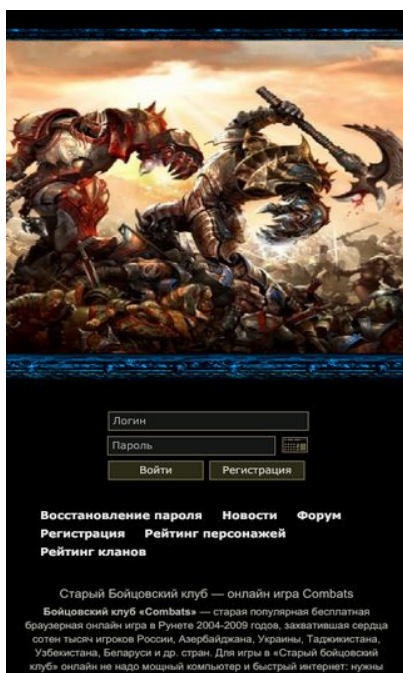 Логин
Пароль
Войти Регистрация
Восстановление пароля Новости Форум
Регистрация Рейтинг персонажей
Рейтинг кланов
Старый Бойцовский клуб — онлайн игра Combats
Бойцовский клуб «Combats» — старая популярная бесплатная
браузерная онлайн игра в Рунете 2004-2009 годов, захватившая сердца
сотен тысяч игроков России, Азербайджана, Украины, Таджикистана,
Узбекистана, Беларуси и др. стран. Для игры в «Старый бойцовский
клуб» онлайн не надо мощный компьютер и быстрый интернет: нужны